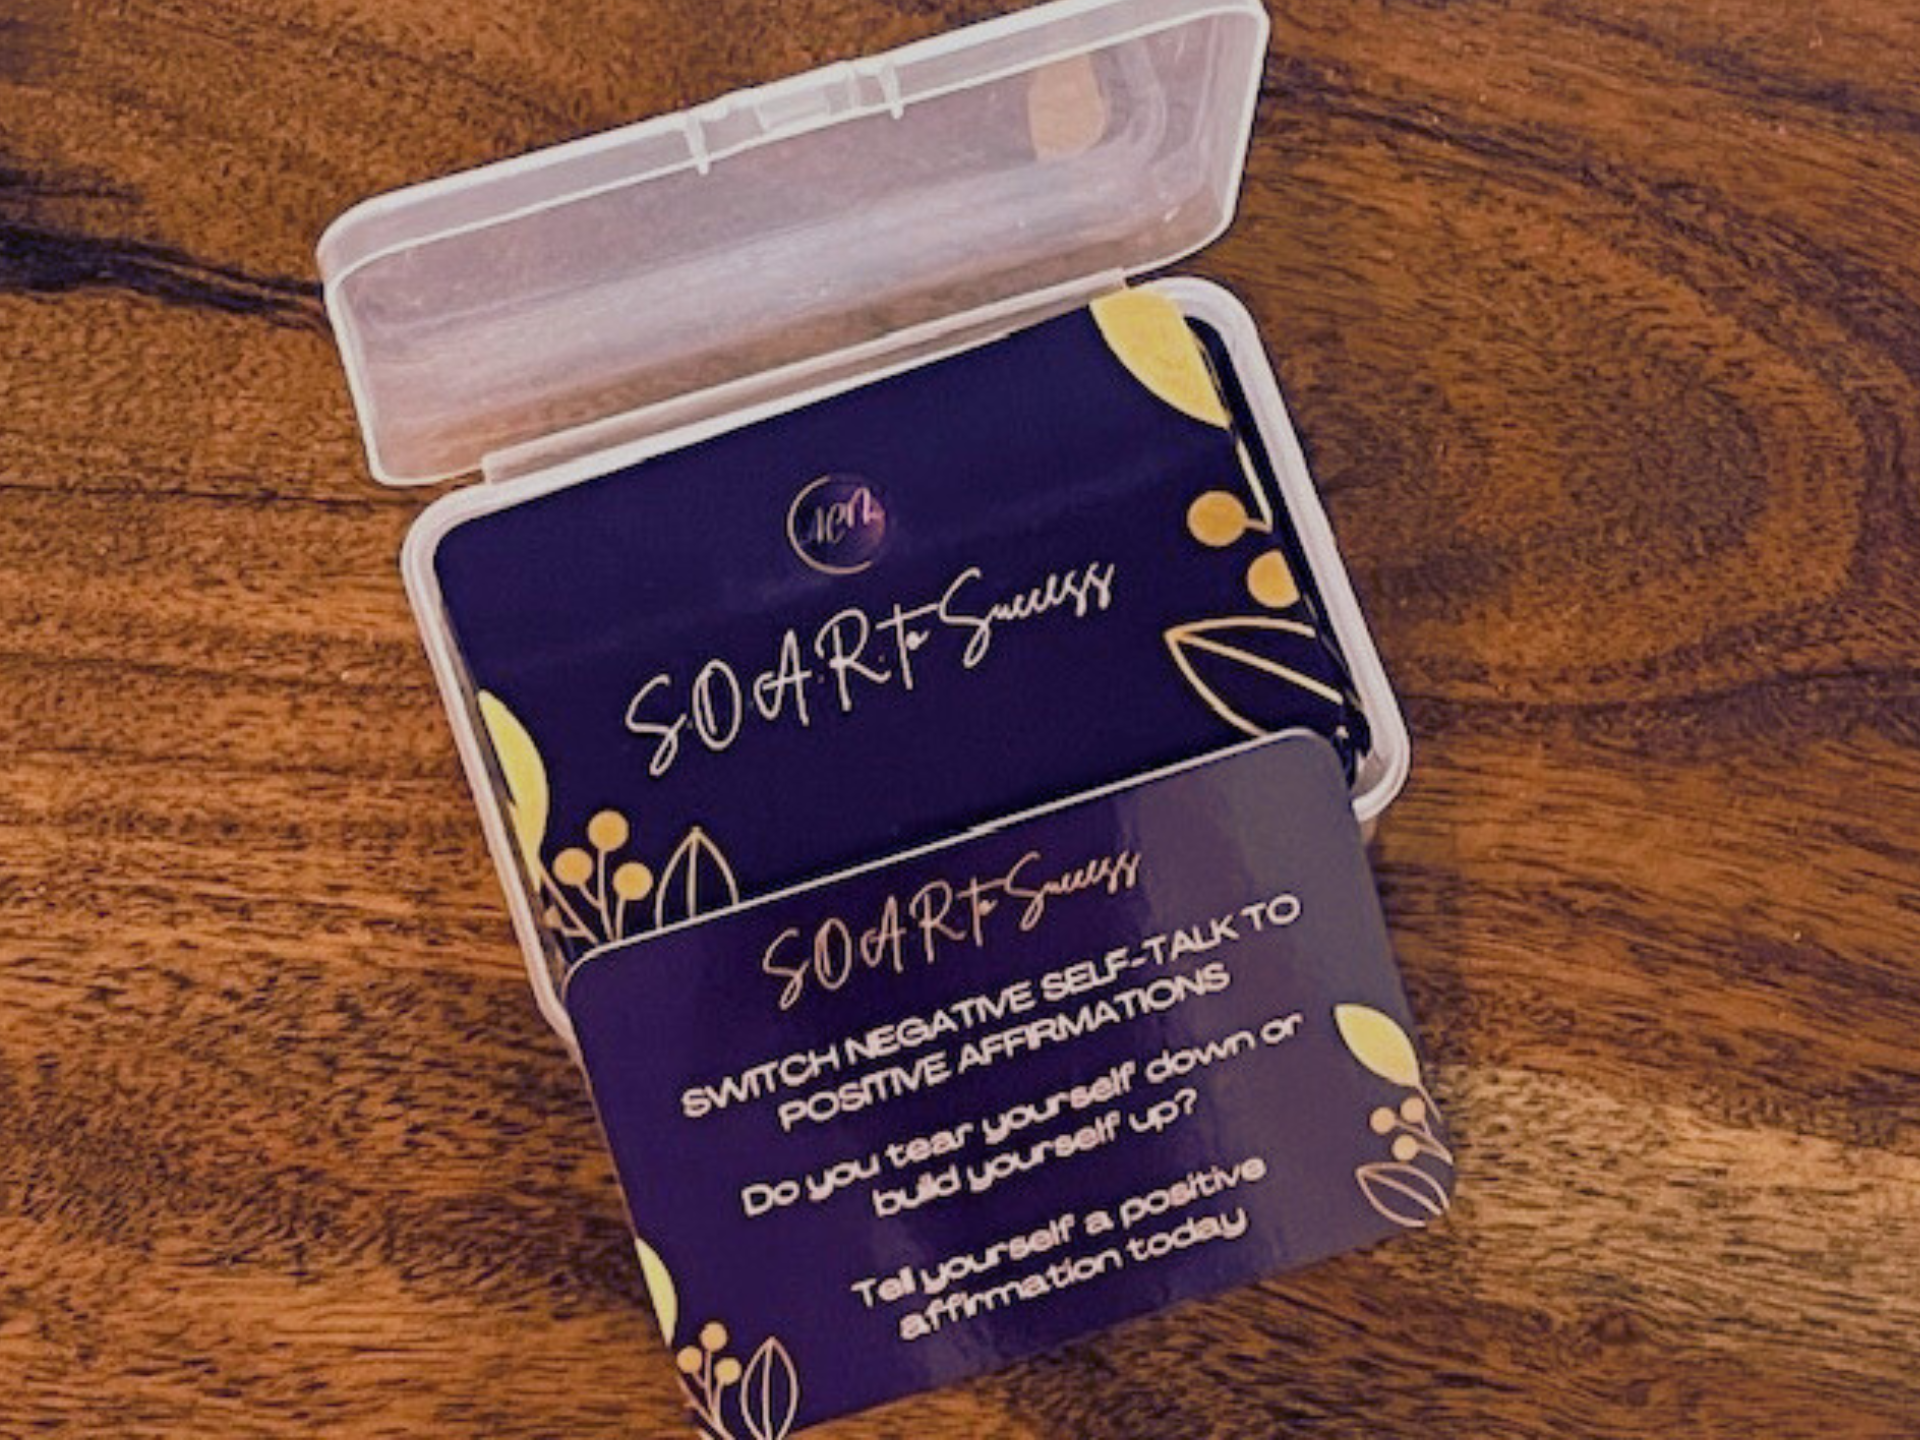 S.O.A.R. to Success
SOAR to Success
SWITCH NEGATIVE SELF-TALK TO
POSITIVE AFFIRMATIONS
Do you tear yourself down or
build yourself up?
Tell yourself a positive
affirmation today